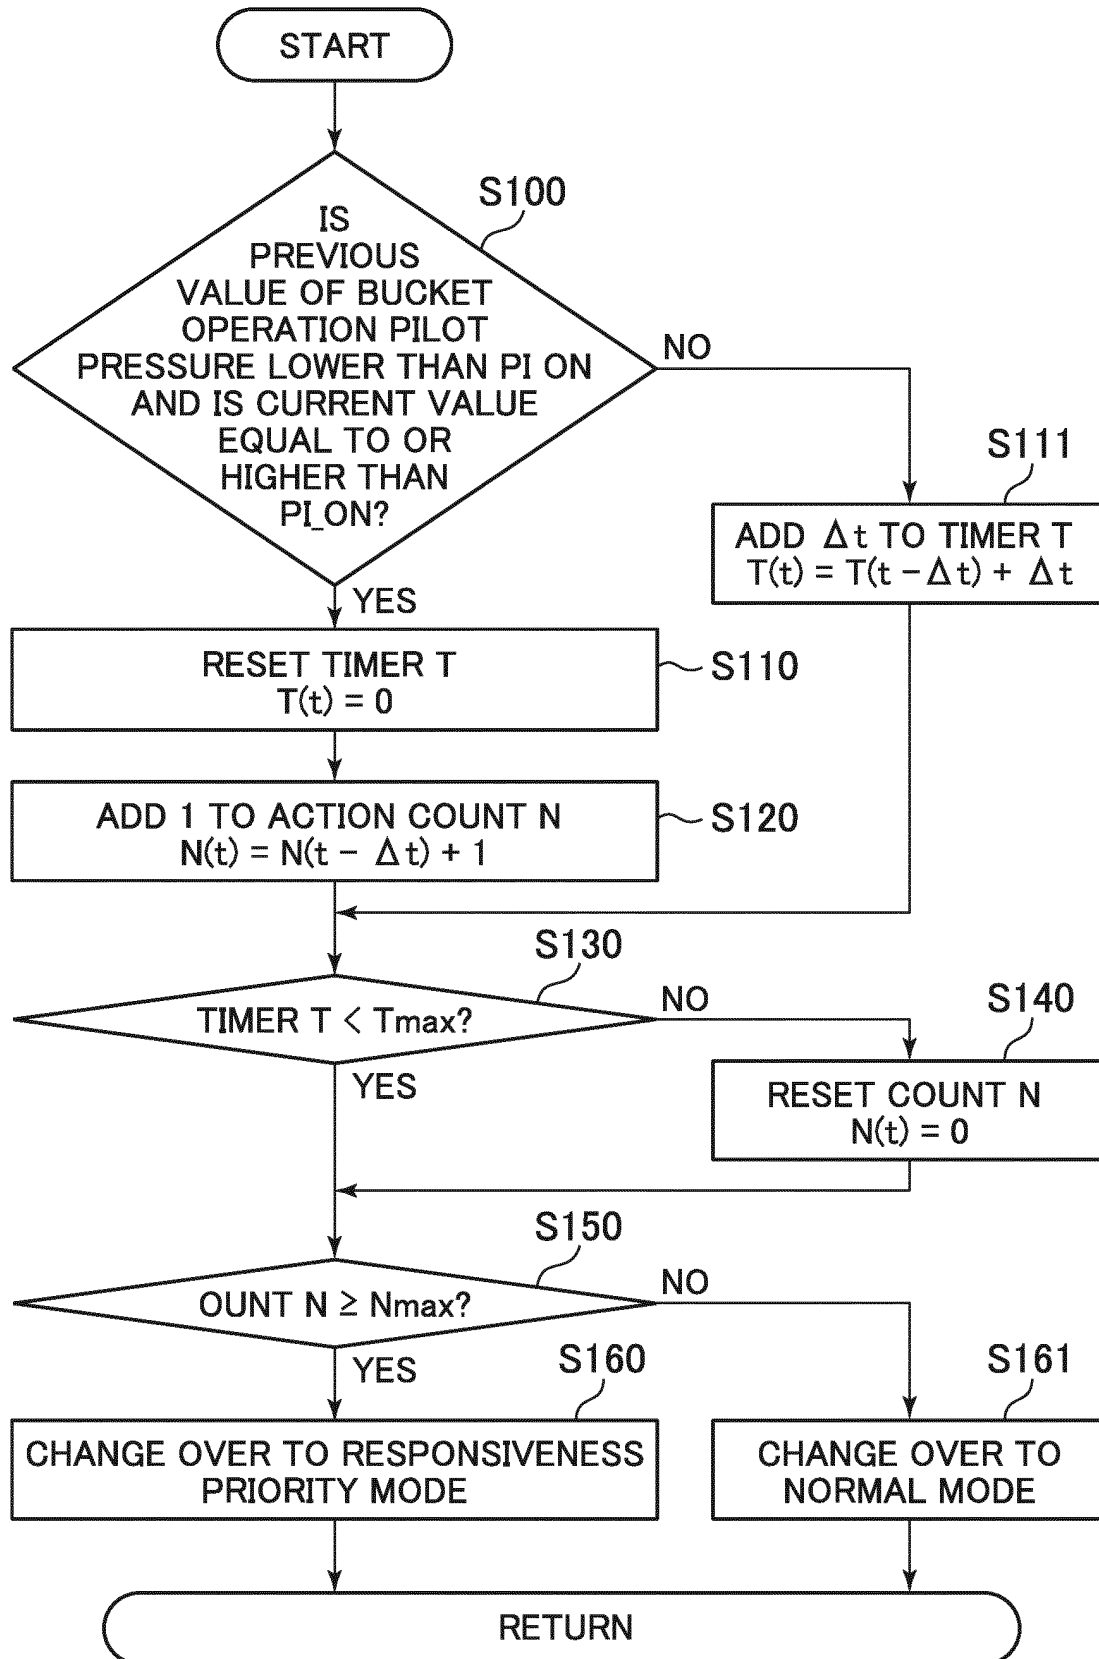 START
S100
IS
PREVIOUS
VALUE OF BUCKET
OPERATION PILOT
PRESSURE LOWER THAN PI ON
AND IS CURRENT VALUE
EQUAL TO OR
HIGHER THAN
PI_ON?
NO
S111
ADD Δt TO TIMER T
T(t) = T(t - Δt) + Δt
YES
RESET TIMER T
T(t) = 0
S110
ADD 1 TO ACTION COUNT N
N(t) = N(t - Δt) + 1
S120
S130
TIMER T < Tmax?
NO
S140
YES
RESET COUNT N
N(t) = 0
S150
OUNT N ≥ Nmax?
NO
YES
S160
S161
CHANGE OVER TO RESPONSIVENESS
PRIORITY MODE
CHANGE OVER TO
NORMAL MODE
RETURN